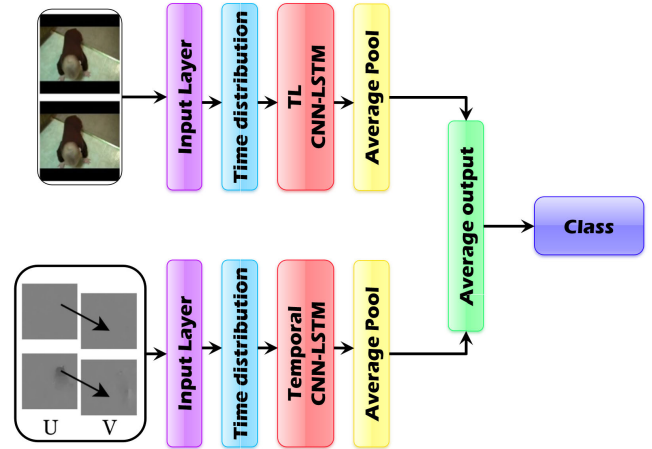 Input Layer
Time distribution
TL
CNN-LSTM
Average Pool
Average output
Class
U V
Input Layer
Time distribution
Temporal
CNN-LSTM
Average Pool